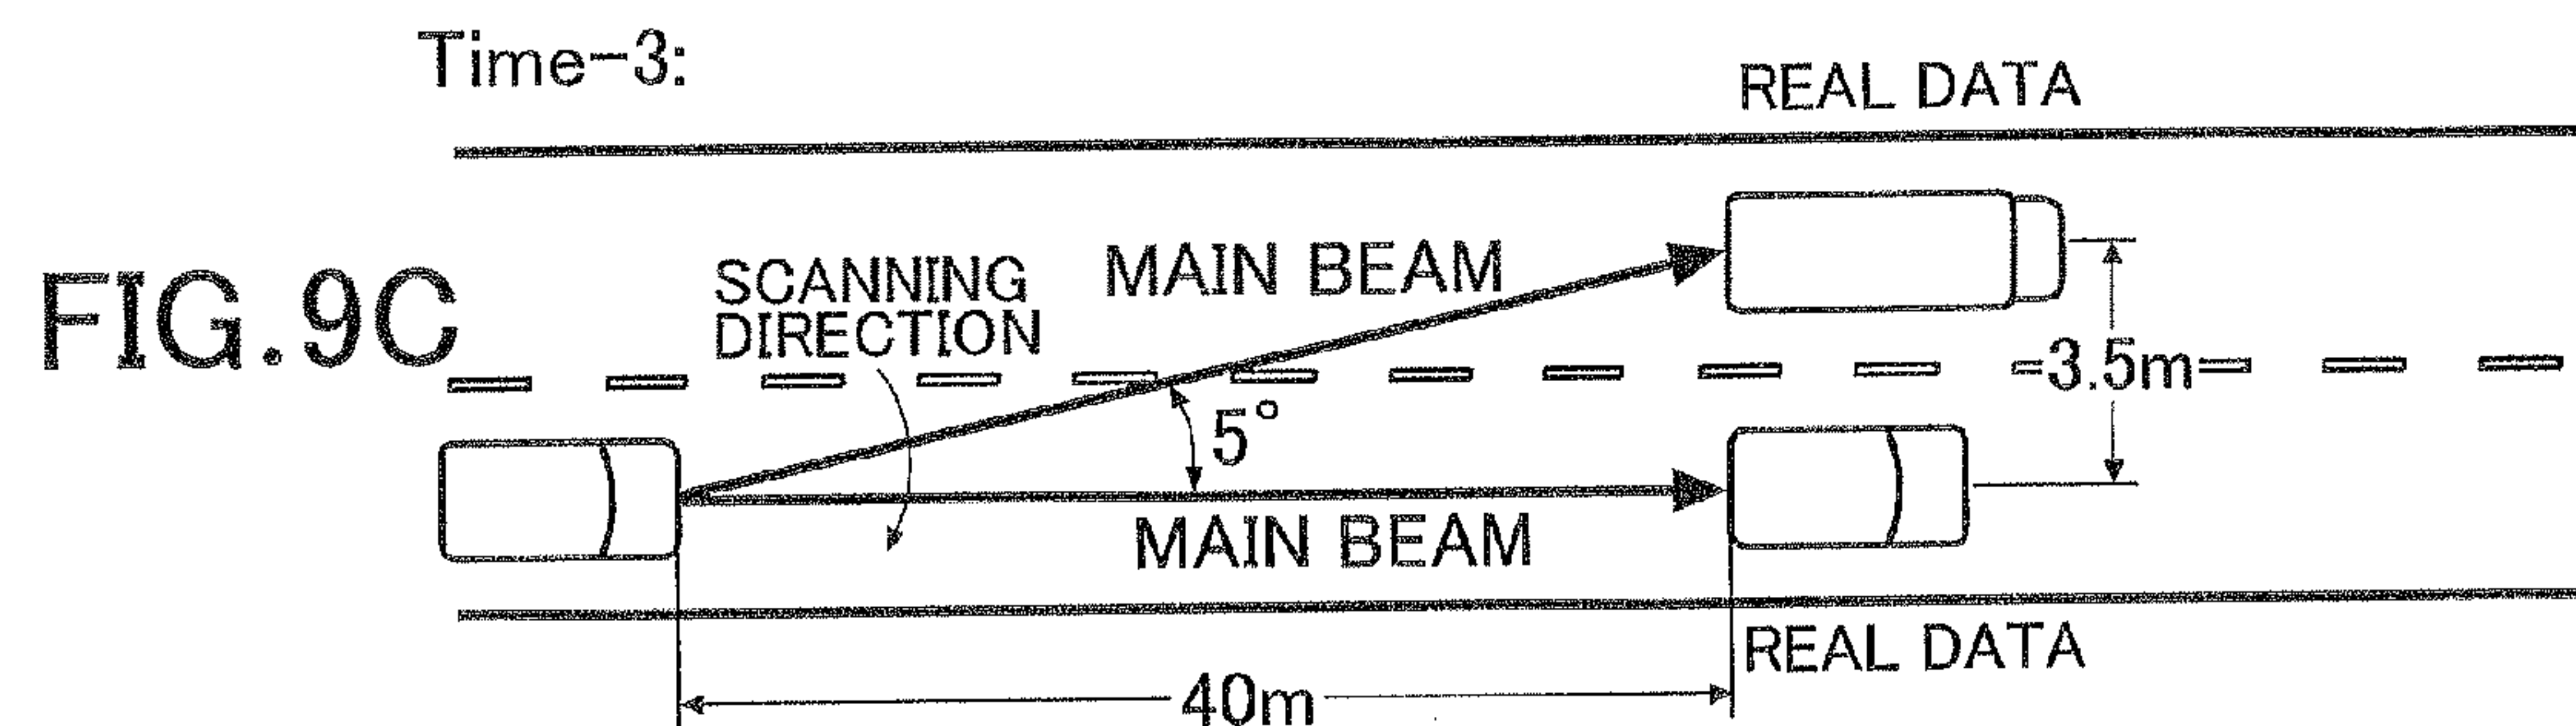 Time-3:
REAL DATA
FIG.9C
SCANNING
DIRECTION
MAIN BEAM
3.5m
5°
MAIN BEAM
REAL DATA
40m